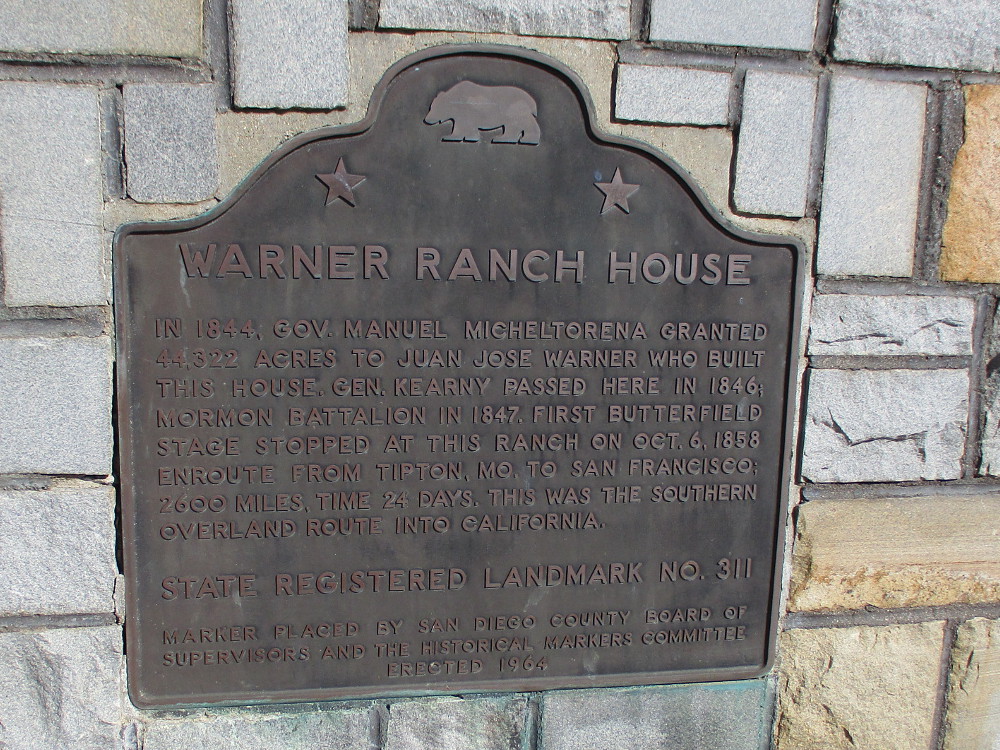 WARNER RANCH HOUSE
IN 1844, GOV. MANUEL MICHELTORENA GRANTED
44,322 ACRES TO JUAN JOSE WARNER WHO BUILT
THIS HOUSE. GEN. KEARNY PASSED HERE IN 1846;
MORMON BATTALION IN 1847. FIRST BUTTERFIELD
STAGE STOPPED AT THIS RANCH ON OCT. 6, 1858
ENROUTE FROM TIPTON, MO. TO SAN FRANCISCO;
2600 MILES, TIME 24 DAYS. THIS WAS THE SOUTHERN
OVERLAND ROUTE INTO CALIFORNIA.
STATE REGISTERED LANDMARK NO. 311
MARKER PLACED BY SAN DIEGO COUNTY BOARD OF
SUPERVISORS AND THE HISTORICAL MARKERS COMMITTEE
ERECTED 1964